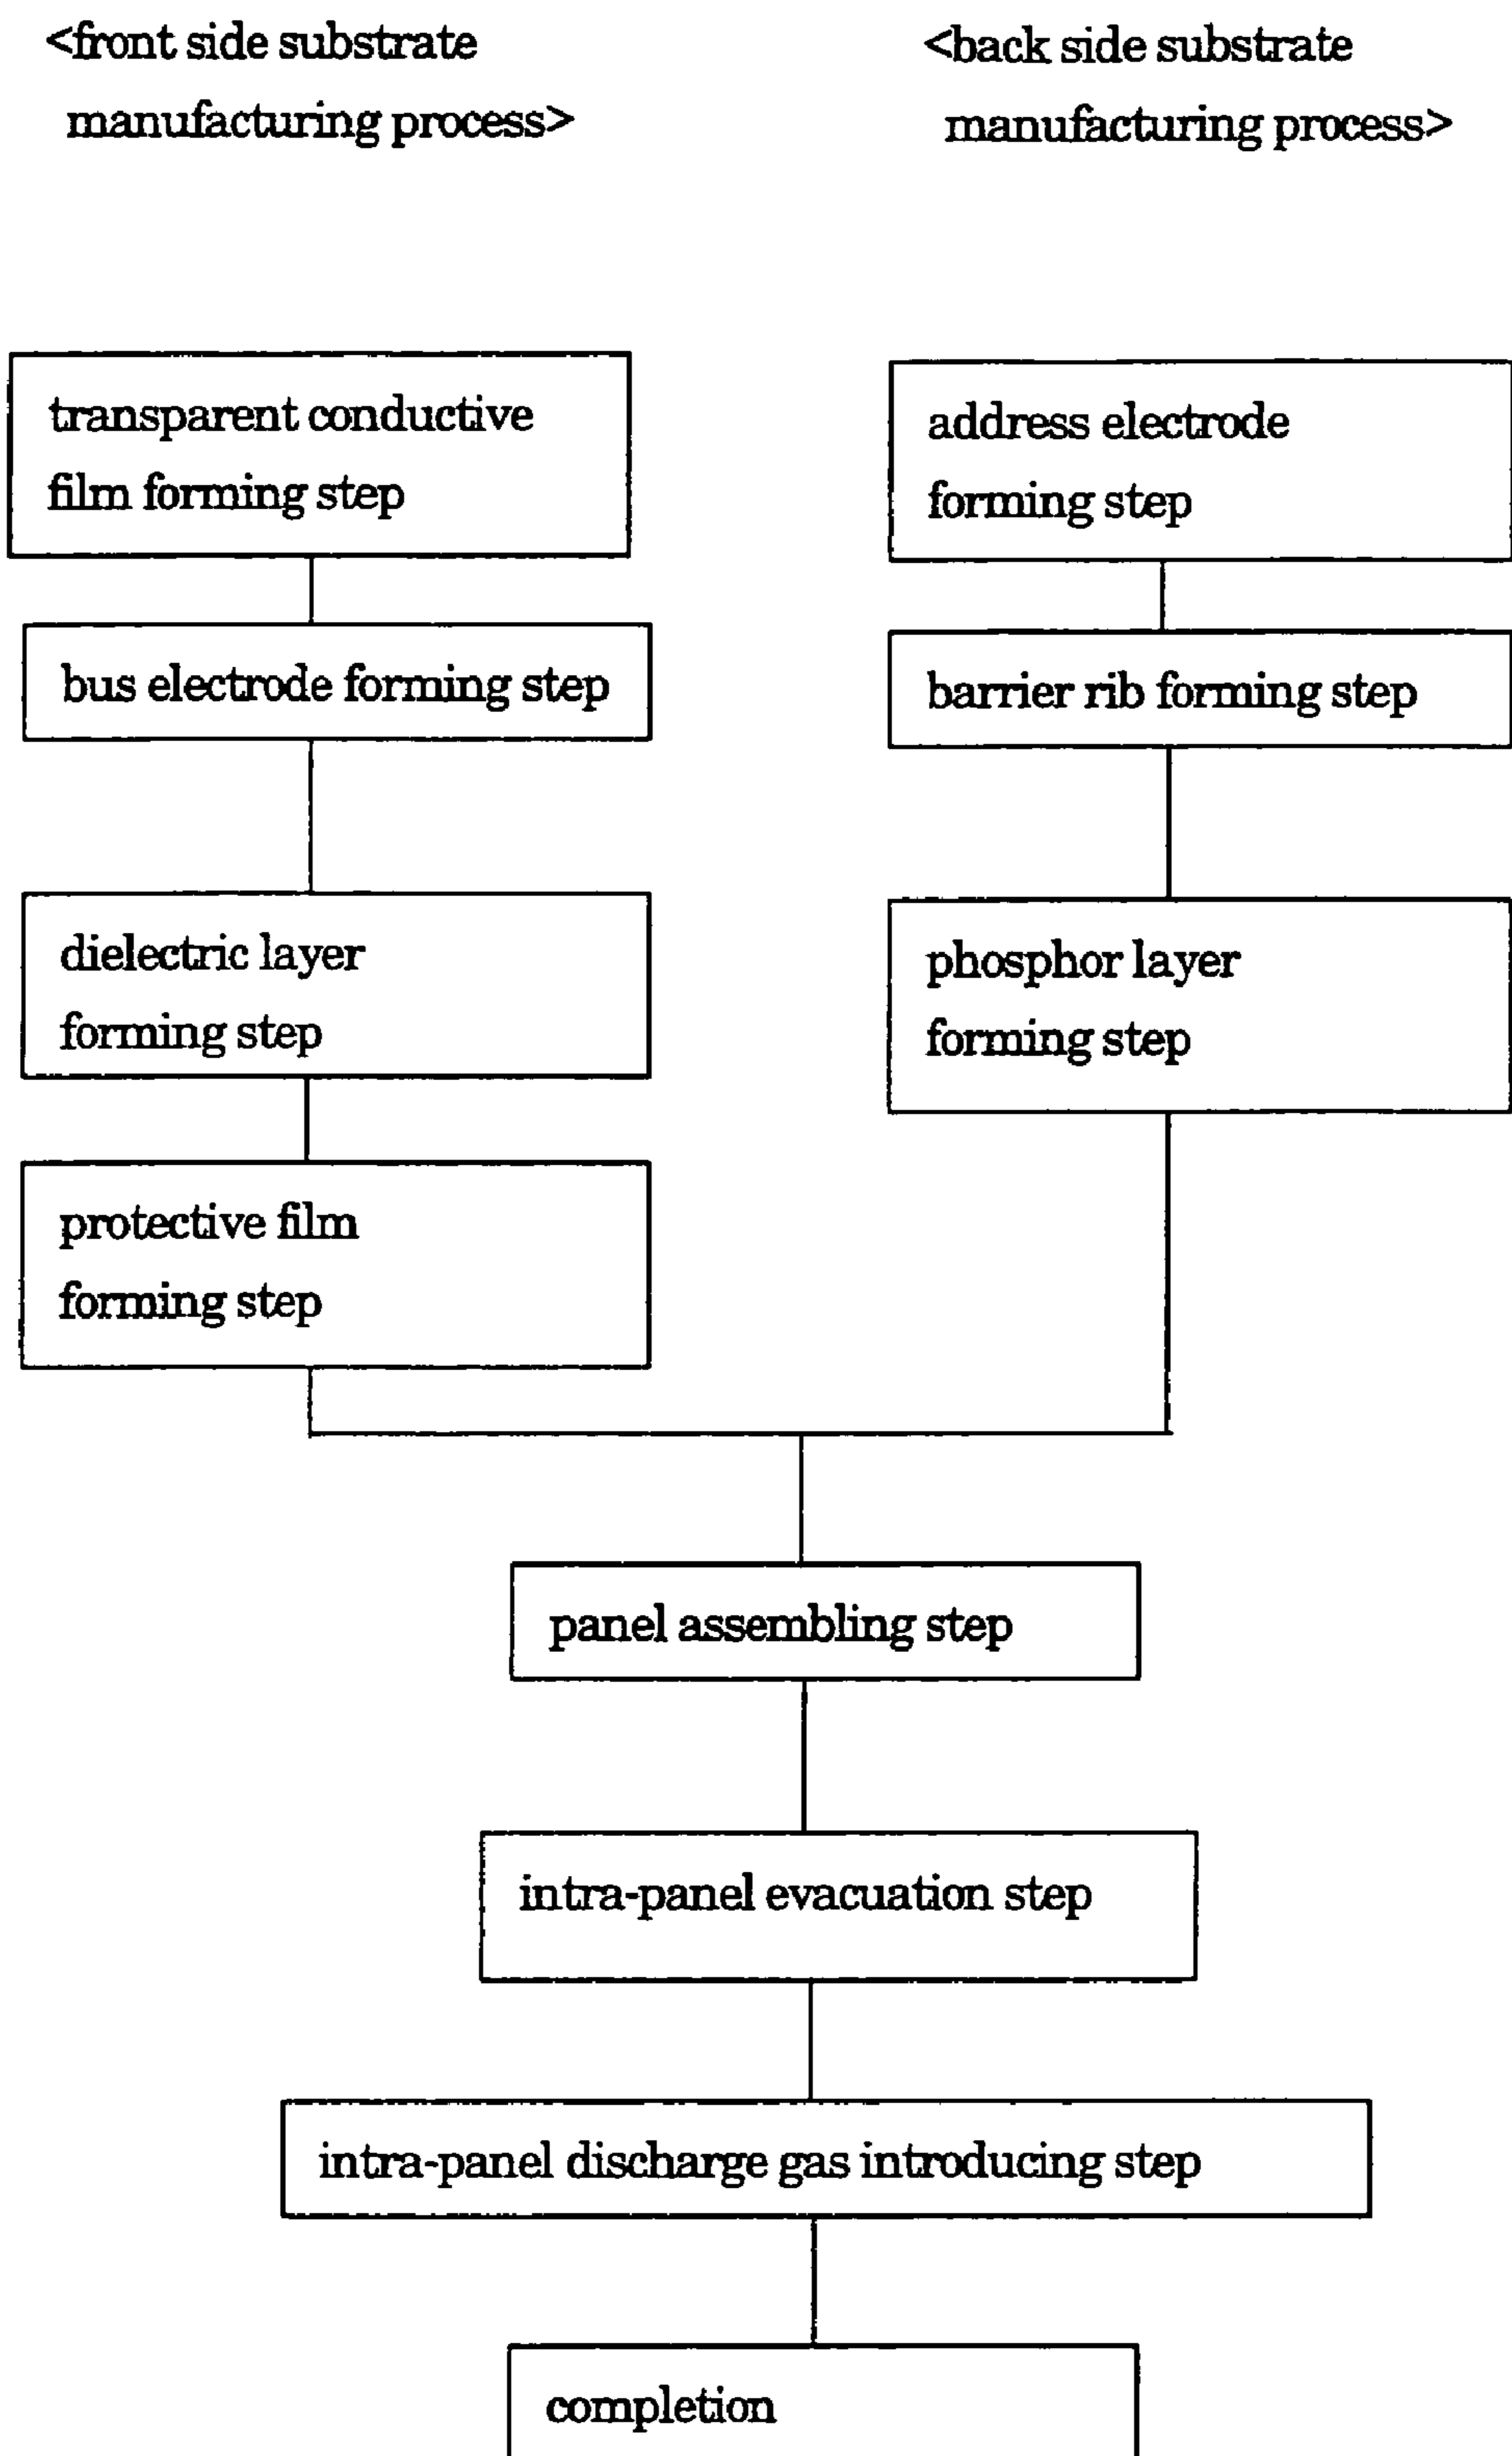 <front side substrate
manufacturing process>
<back side substrate
manufacturing process>
transparent conductive
film forming step
address electrode
forming step
bus electrode forming step
barrier rib forming step
dielectric layer
forming step
phosphor layer
forming step
protective film
forming step
panel assembling step
intra-panel evacuation step
intra-panel discharge gas introducing step
completion